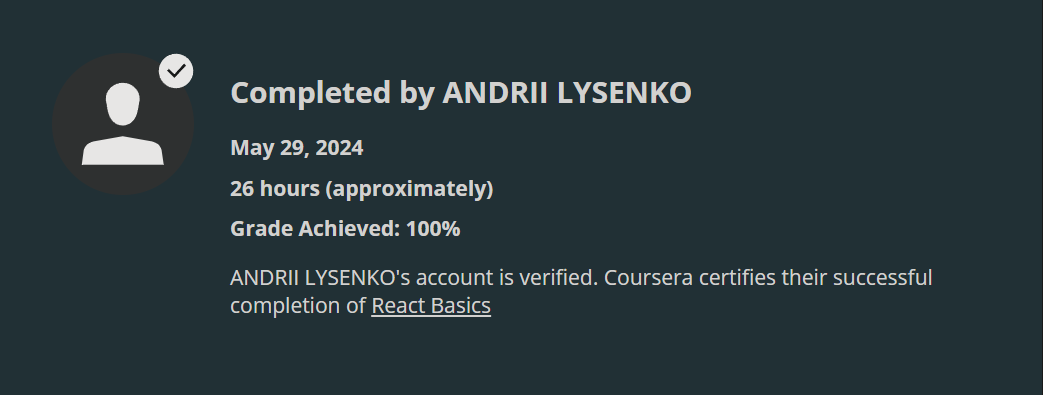 Completed by ANDRII LYSENKO
May 29, 2024
26 hours (approximately)
Grade Achieved: 100%
ANDRII LYSENKO's account is verified. Coursera certifies their successful
completion of React Basics